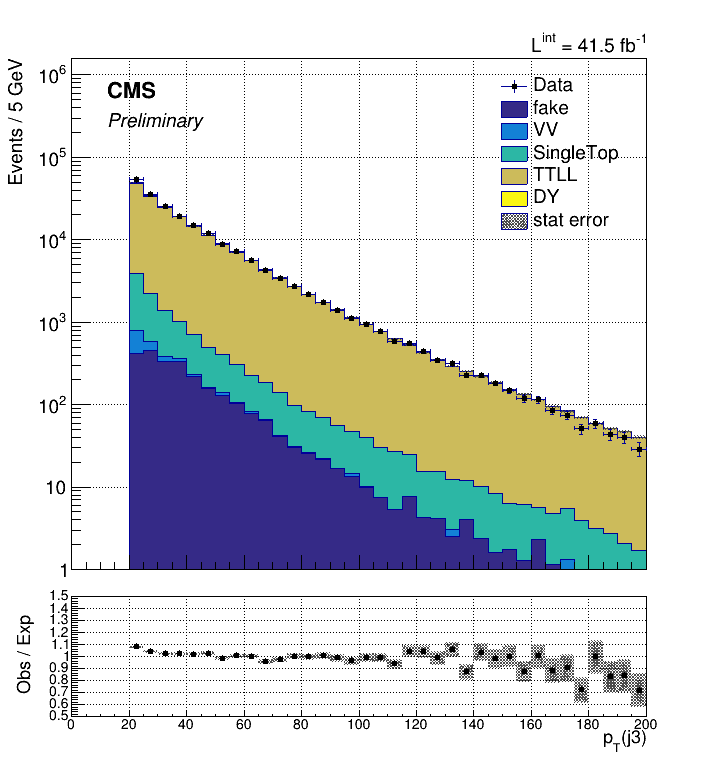 L^int = 41.5 fb^-1
Events / 5 GeV
CMS
Preliminary
Data
fake
VV
SingleTop
TTLL
DY
stat error
10^6
10^5
10^4
10^3
10^2
10
1
Obs / Exp
1.5
1.4
1.3
1.2
1.1
1
0.9
0.8
0.7
0.6
0.5
0 20 40 60 80 100 120 140 160 180 200
p_T(j3)